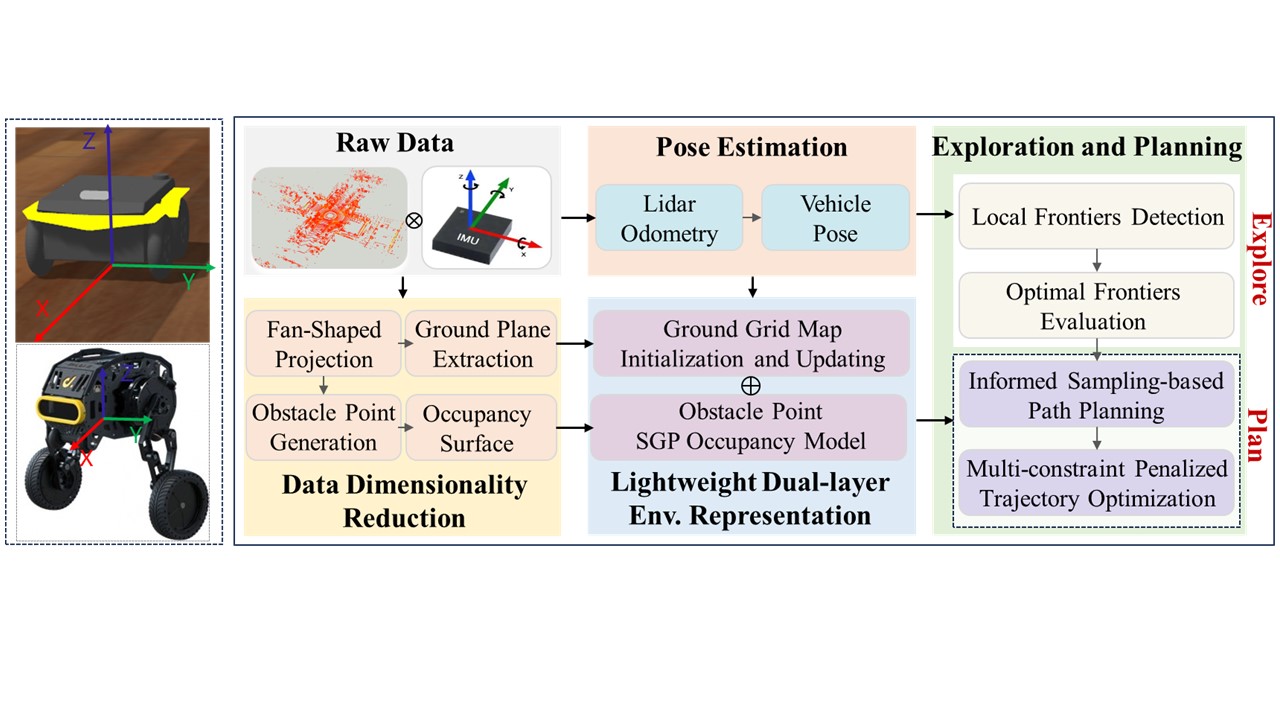 Z
Y
X
Z
Y
X
Raw Data
Z
Y
X
IMU
Pose Estimation
Lidar
Odometry
Vehicle
Pose
Exploration and Planning
Local Frontiers Detection
Optimal Frontiers
Evaluation
Explore
Informed Sampling-based
Path Planning
Multi-constraint Penalized
Trajectory Optimization
Plan
Fan-Shaped
Projection
Ground Plane
Extraction
Obstacle Point
Generation
Occupancy
Surface
Data Dimensionality
Reduction
Ground Grid Map
Initialization and Updating
Obstacle Point
SGP Occupancy Model
Lightweight Dual-layer
Env. Representation